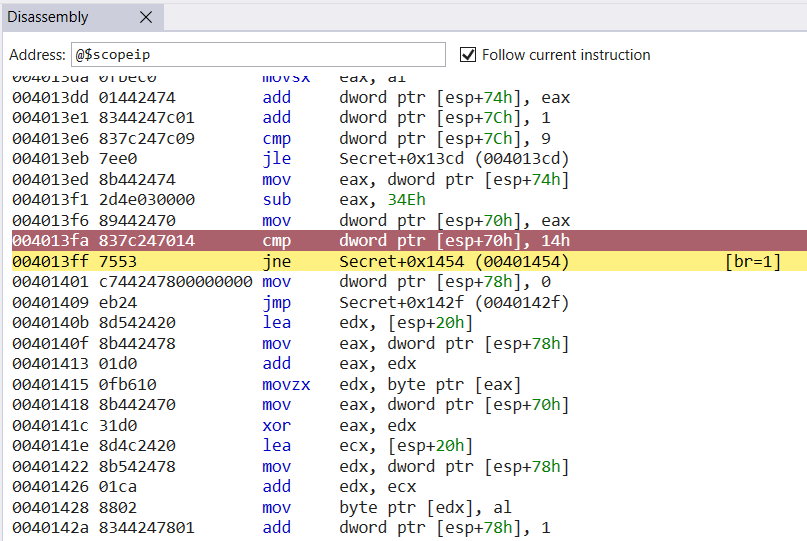 Disassembly
Address: @$scopeip Follow current instruction
004013da 0fbec0 movsx eax, al
004013dd 01442474 add dword ptr [esp+74h], eax
004013e1 8344247c01 add dword ptr [esp+7Ch], 1
004013e6 837c247c09 cmp dword ptr [esp+7Ch], 9
004013eb 7ee0 jle Secret+0x13cd (004013cd)
004013ed 8b442474 mov eax, dword ptr [esp+74h]
004013f1 2d4e030000 sub eax, 34Eh
004013f6 89442470 mov dword ptr [esp+70h], eax
004013fa 837c247014 cmp dword ptr [esp+70h], 14h
004013ff 7553 jne Secret+0x1454 (00401454) [br=1]
00401401 c744247800000000 mov dword ptr [esp+78h], 0
00401409 eb24 jmp Secret+0x142f (0040142f)
0040140b 8d542420 lea edx, [esp+20h]
0040140f 8b442478 mov eax, dword ptr [esp+78h]
00401413 01d0 add eax, edx
00401415 0fb610 movzx edx, byte ptr [eax]
00401418 8b442470 mov eax, dword ptr [esp+70h]
0040141c 31d0 xor eax, edx
0040141e 8d4c2420 lea ecx, [esp+20h]
00401422 8b542478 mov edx, dword ptr [esp+78h]
00401426 01ca add edx, ecx
00401428 8802 mov byte ptr [edx], al
0040142a 8344247801 add dword ptr [esp+78h], 1